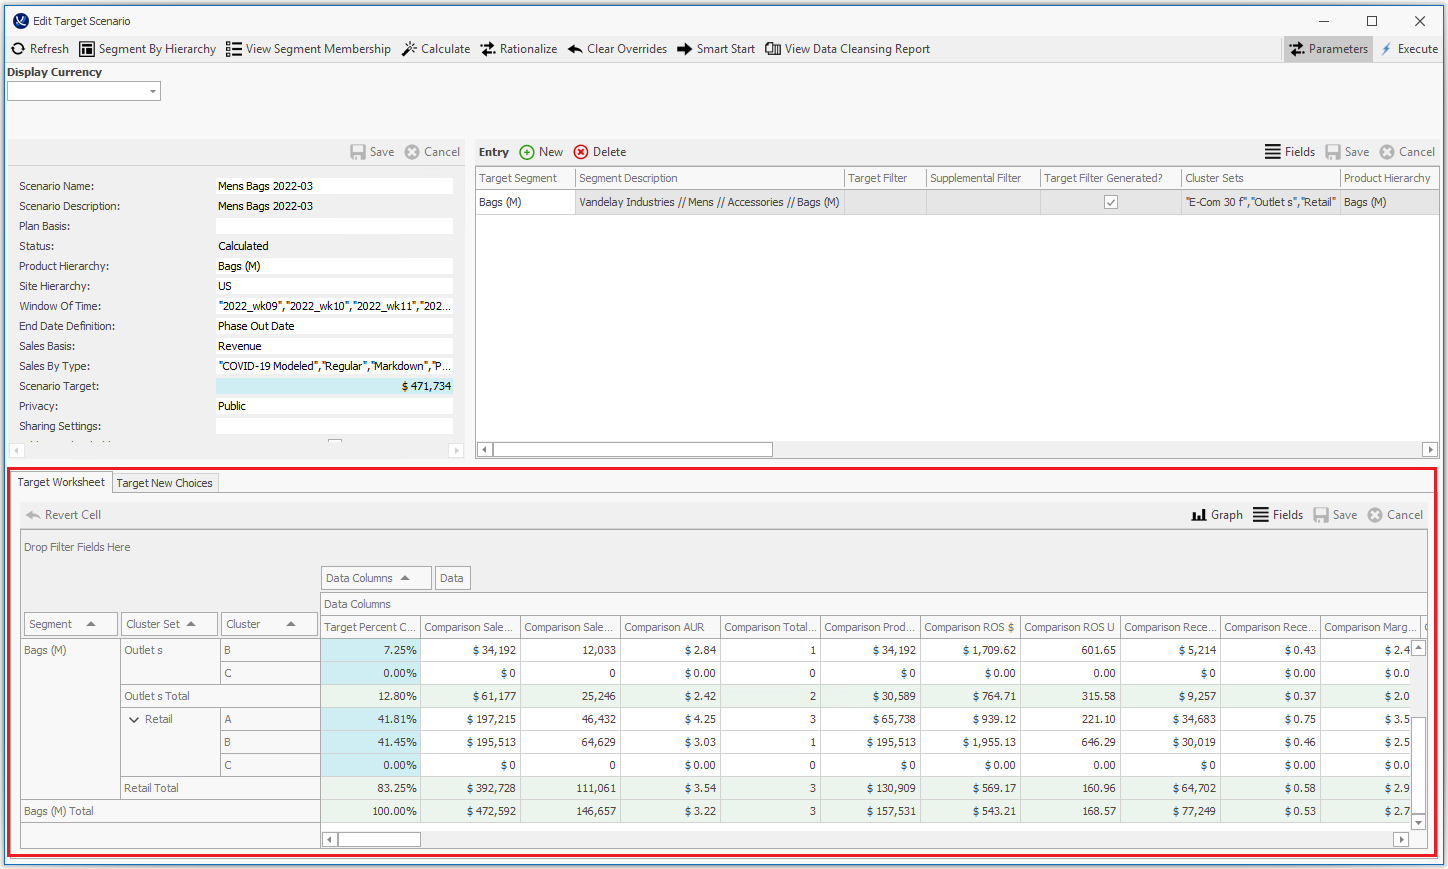 Edit Target Scenario
Refresh Segment By Hierarchy View Segment Membership Calculate Rationalize Clear Overrides Smart Start View Data Cleansing Report Parameters Execute
Display Currency
Save Cancel
Scenario Name: Mens Bags 2022-03
Scenario Description: Mens Bags 2022-03
Plan Basis:
Status: Calculated
Product Hierarchy: Bags (M)
Site Hierarchy: US
Window Of Time: "2022_wk09","2022_wk10","2022_wk11","202...
End Date Definition: Phase Out Date
Sales Basis: Revenue
Sales By Type: "COVID-19 Modeled","Regular","Markdown","P...
Scenario Target: $ 471,734
Privacy: Public
Sharing Settings:
Entry New Delete Fields Save Cancel
Target Segment Segment Description Target Filter Supplemental Filter Target Filter Generated? Cluster Sets Product Hierarchy
Bags (M) Vandelay Industries // Mens // Accessories // Bags (M) "E-Com 30 f","Outlet s","Retail" Bags (M)
Target Worksheet Target New Choices
Revert Cell Graph Fields Save Cancel
Drop Filter Fields Here
Data Columns Data
Data Columns
Segment Cluster Set Cluster Target Percent C... Comparison Sale... Comparison Sale... Comparison AUR Comparison Total... Comparison Prod... Comparison ROS $ Comparison ROS U Comparison Rece... Comparison Rece... Comparison Marg...
Bags (M) Outlet s B 7.25% $ 34,192 12,033 $ 2.84 1 $ 34,192 $ 1,709.62 601.65 $ 5,214 $ 0.43 $ 2.4
C 0.00% $ 0 0 $ 0.00 0 $ 0 $ 0.00 0.00 $ 0 $ 0.00 $ 0.0
Outlet s Total 12.80% $ 61,177 25,246 $ 2.42 2 $ 30,589 $ 764.71 315.58 $ 9,257 $ 0.37 $ 2.0
Retail A 41.81% $ 197,215 46,432 $ 4.25 3 $ 65,738 $ 939.12 221.10 $ 34,683 $ 0.75 $ 3.5
B 41.45% $ 195,513 64,629 $ 3.03 1 $ 195,513 $ 1,955.13 646.29 $ 30,019 $ 0.46 $ 2.5
C 0.00% $ 0 0 $ 0.00 0 $ 0 $ 0.00 0.00 $ 0 $ 0.00 $ 0.0
Retail Total 83.25% $ 392,728 111,061 $ 3.54 3 $ 130,909 $ 569.17 160.96 $ 64,702 $ 0.58 $ 2.9
Bags (M) Total 100.00% $ 472,592 146,657 $ 3.22 3 $ 157,531 $ 543.21 168.57 $ 77,249 $ 0.53 $ 2.7